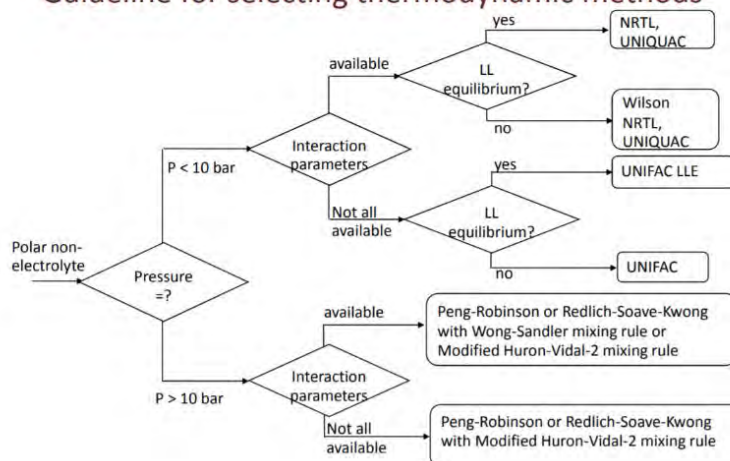 Guideline for selecting thermodynamic methods
yes
NRTL,
UNIQUAC
available
LL
equilibrium?
no
Wilson
NRTL,
UNIQUAC
P < 10 bar
Interaction
parameters
yes
UNIFAC LLE
Not all
available
LL
equilibrium?
no
UNIFAC
Polar non-
electrolyte
Pressure
=?
available
Peng-Robinson or Redlich-Soave-Kwong
with Wong-Sandler mixing rule or
Modified Huron-Vidal-2 mixing rule
P > 10 bar
Interaction
parameters
Not all
available
Peng-Robinson or Redlich-Soave-Kwong
with Modified Huron-Vidal-2 mixing rule